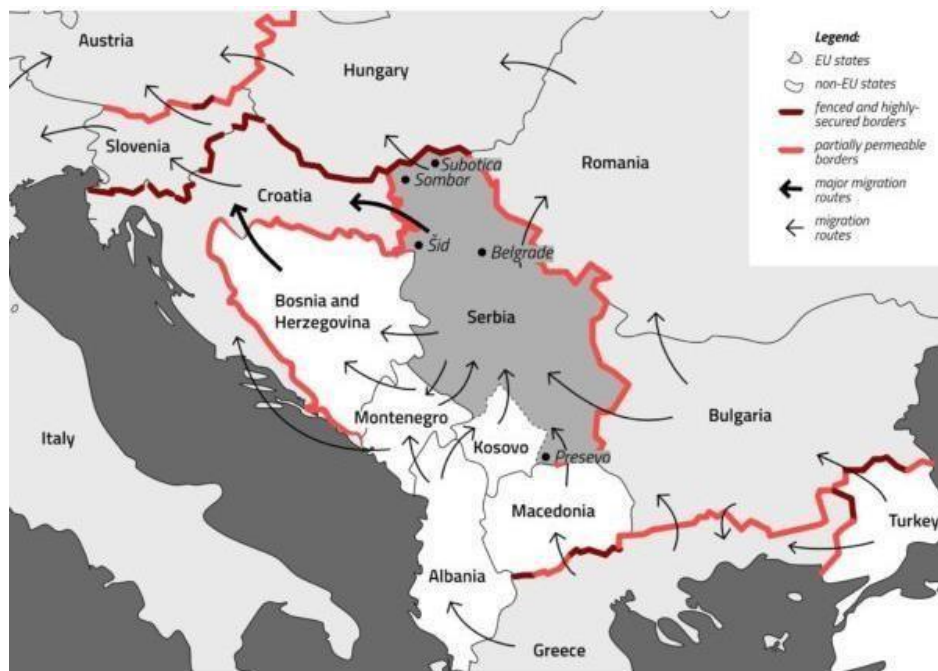 Austria
Hungary
Slovenia
Subotica
Sombor
Romania
Croatia
Šid
Belgrade
Bosnia and
Herzegovina
Serbia
Montenegro
Bulgaria
Italy
Kosovo
Presevo
Macedonia
Turkey
Albania
Greece
Legend:
EU states
non-EU states
fenced and highly-
secured borders
partially permeable
borders
major migration
routes
migration
routes